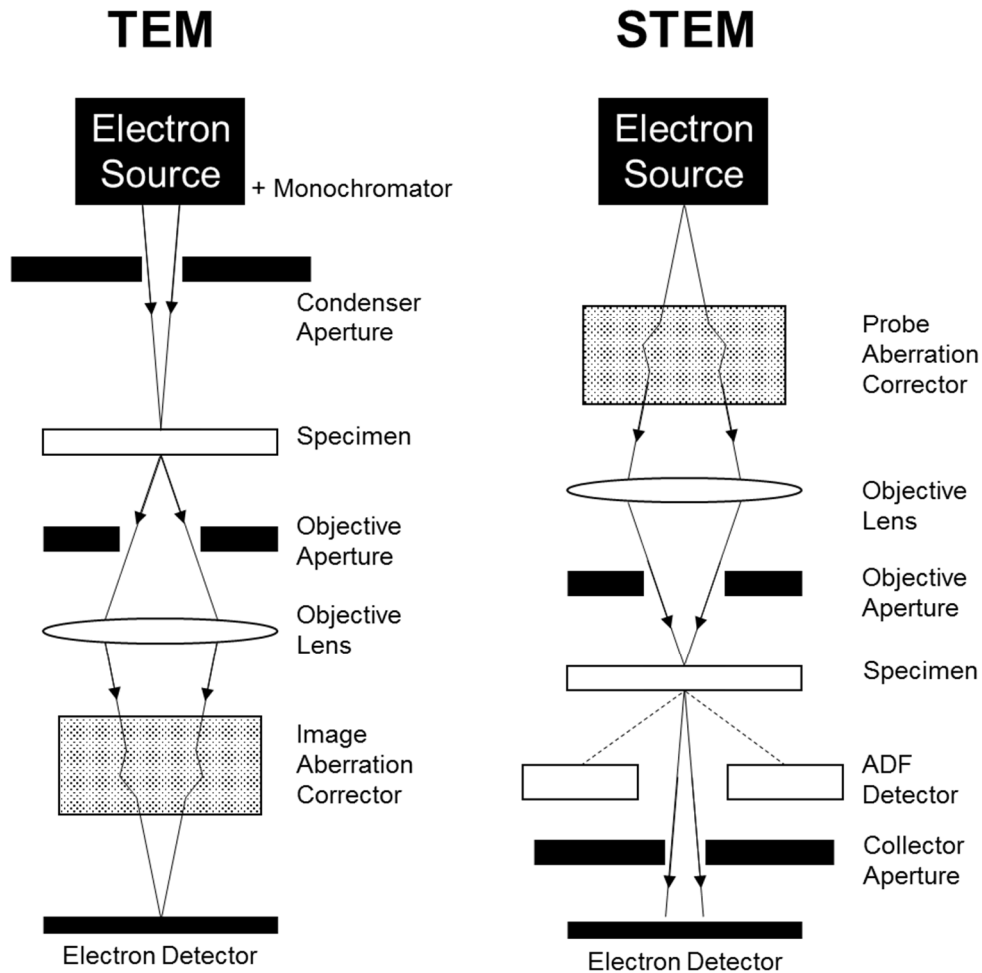 TEM
Electron
Source
+ Monochromator
Condenser
Aperture
Specimen
Objective
Aperture
Objective
Lens
Image
Aberration
Corrector
Electron Detector
STEM
Electron
Source
Probe
Aberration
Corrector
Objective
Lens
Objective
Aperture
Specimen
ADF
Detector
Collector
Aperture
Electron Detector